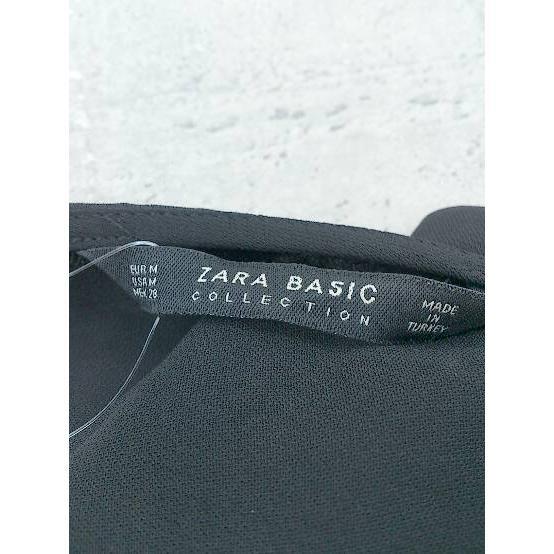 EUR M
USA M
MEX 28
ZARA BASIC
COLLECTION
MADE
IN
TURKEY